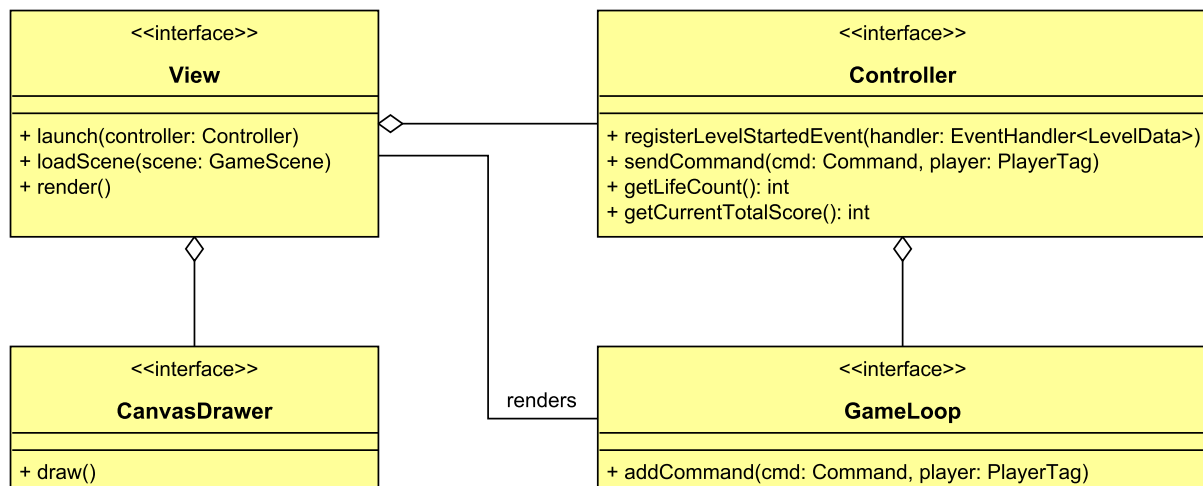 <<interface>>
View
+ launch(controller: Controller)
+ loadScene(scene: GameScene)
+ render()
<<interface>>
Controller
+ registerLevelStartedEvent(handler: EventHandler<LevelData>)
+ sendCommand(cmd: Command, player: PlayerTag)
+ getLifeCount(): int
+ getCurrentTotalScore(): int
<<interface>>
CanvasDrawer
+ draw()
renders
<<interface>>
GameLoop
+ addCommand(cmd: Command, player: PlayerTag)